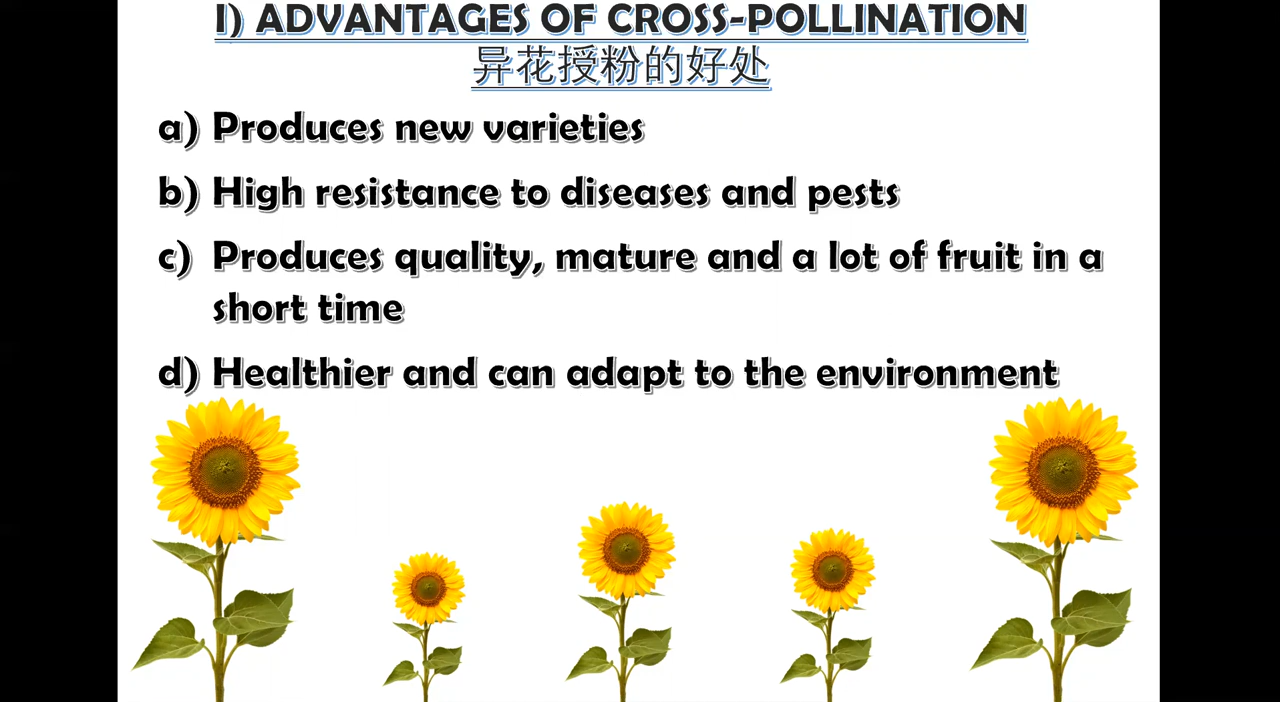 I) ADVANTAGES OF CROSS-POLLINATION
异花授粉的好处
a) Produces new varieties
b) High resistance to diseases and pests
c) Produces quality, mature and a lot of fruit in a
short time
d) Healthier and can adapt to the environment